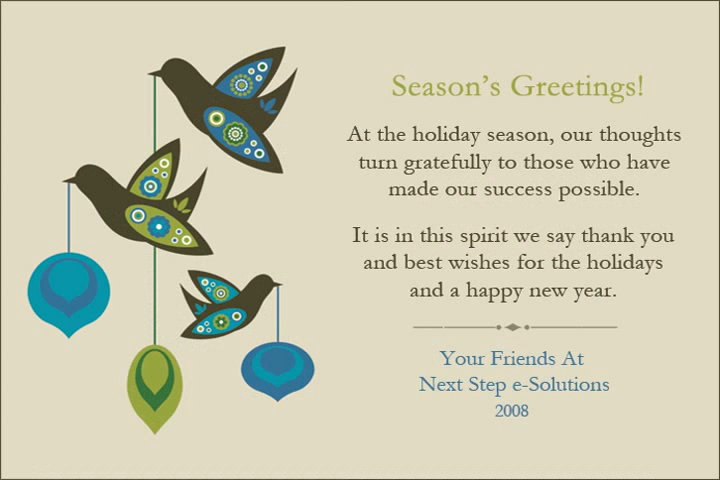 Season's Greetings!
At the holiday season, our thoughts
turn gratefully to those who have
made our success possible.
It is in this spirit we say thank you
and best wishes for the holidays
and a happy new year.
Your Friends At
Next Step e-Solutions
2008